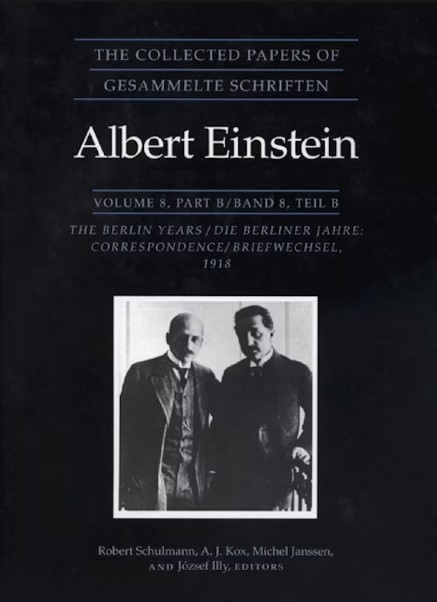 THE COLLECTED PAPERS OF
GESAMMELTE SCHRIFTEN
Albert Einstein
VOLUME 8, PART B/BAND 8, TEIL B
THE BERLIN YEARS/DIE BERLINER JAHRE:
CORRESPONDENCE/BRIEFWECHSEL,
1918
Robert Schulmann, A. J. Kox, Michel Janssen,
AND József Illy, EDITORS